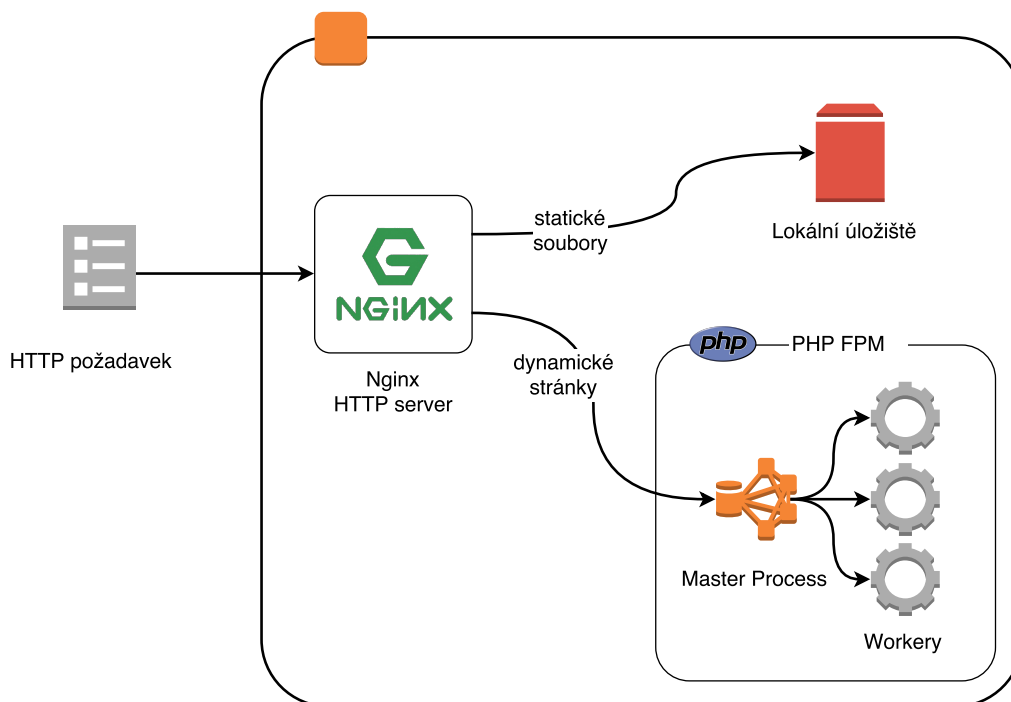 statické
soubory
Lokální úložiště
HTTP požadavek
NGiNX
Nginx
HTTP server
dynamické
stránky
php
PHP FPM
Master Process
Workery